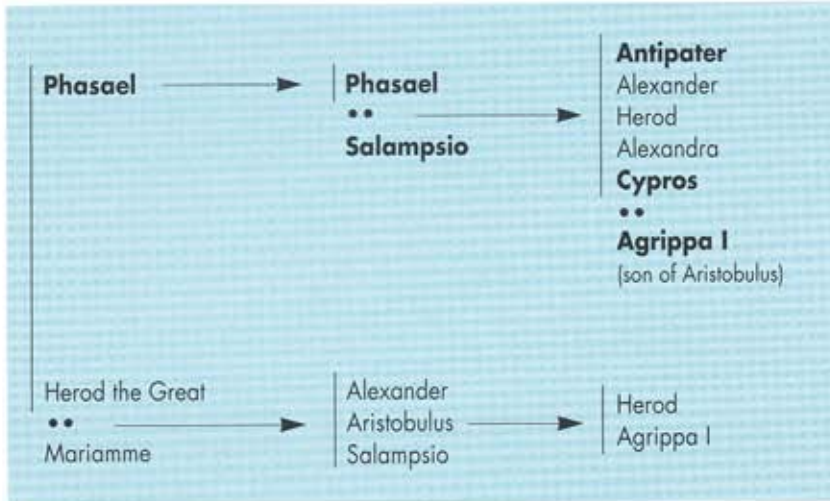 Phasael
Phasael
Salampsio
Antipater
Alexander
Herod
Alexandra
Cypros
Agrippa I
(son of Aristobulus)
Herod the Great
Mariamme
Alexander
Aristobulus
Salampsio
Herod
Agrippa I